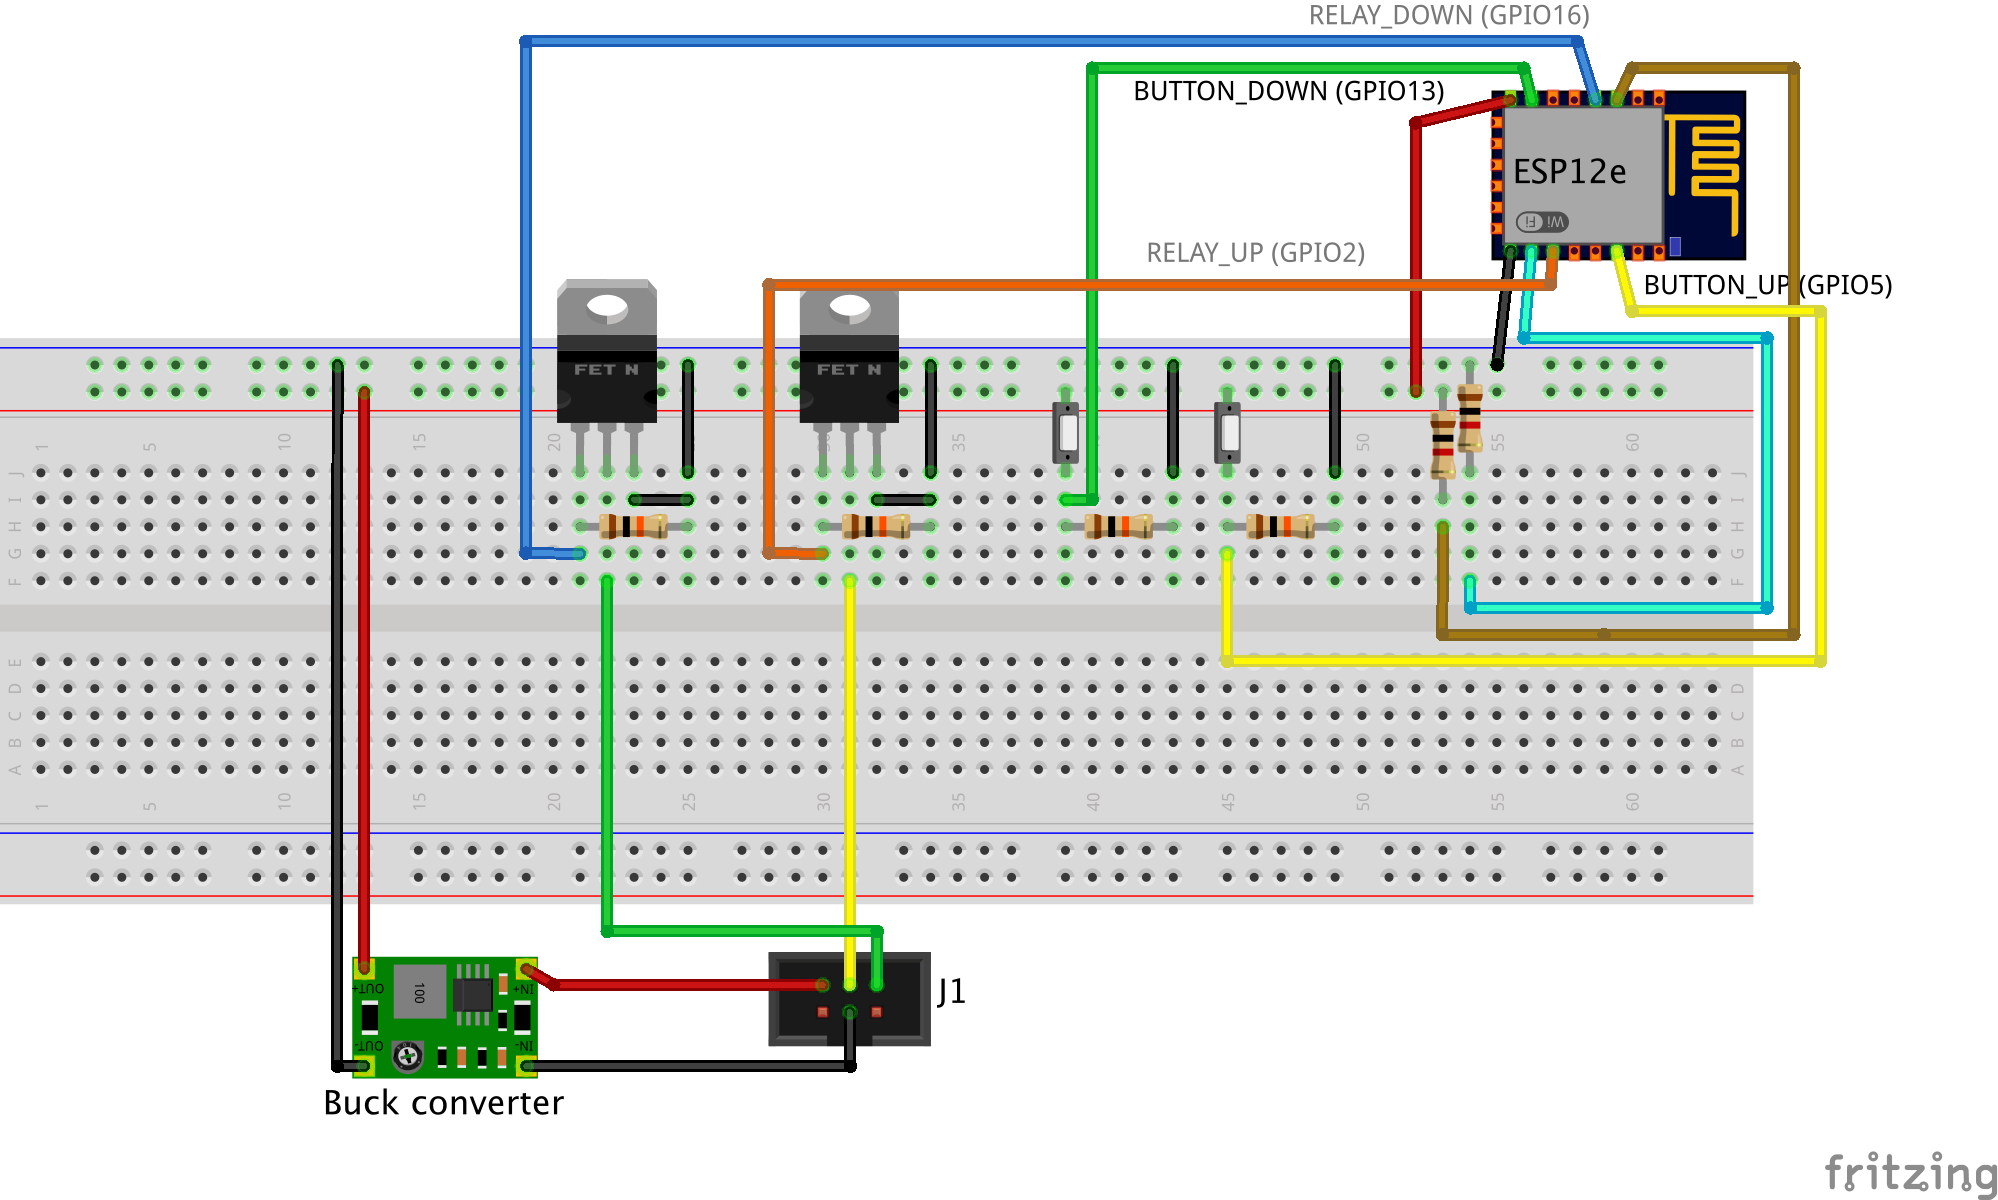 RELAY_DOWN (GPIO16)
BUTTON_DOWN (GPIO13)
ESP12e
Wi Fi
RELAY_UP (GPIO2)
BUTTON_UP (GPIO5)
FET N
FET N
1 5 10 15 20 25 30 35 40 45 50 55 60
J J
I I
H H
G G
F F
E E
D D
C C
B B
A A
1 5 10 15 20 25 30 35 40 45 50 55 60
OUT+ 100 IN+
J1
OUT- IN-
Buck converter
fritzing